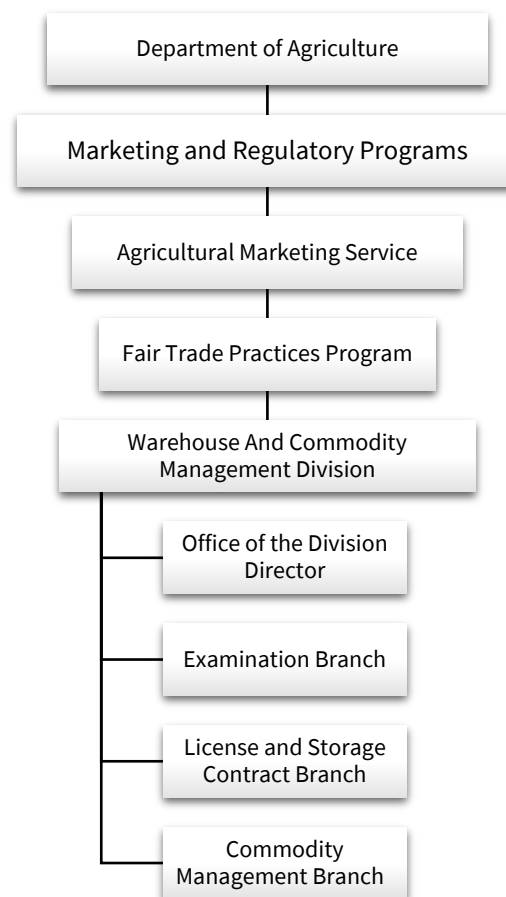 Department of Agriculture
Marketing and Regulatory Programs
Agricultural Marketing Service
Fair Trade Practices Program
Warehouse And Commodity
Management Division
Office of the Division
Director
Examination Branch
License and Storage
Contract Branch
Commodity
Management Branch